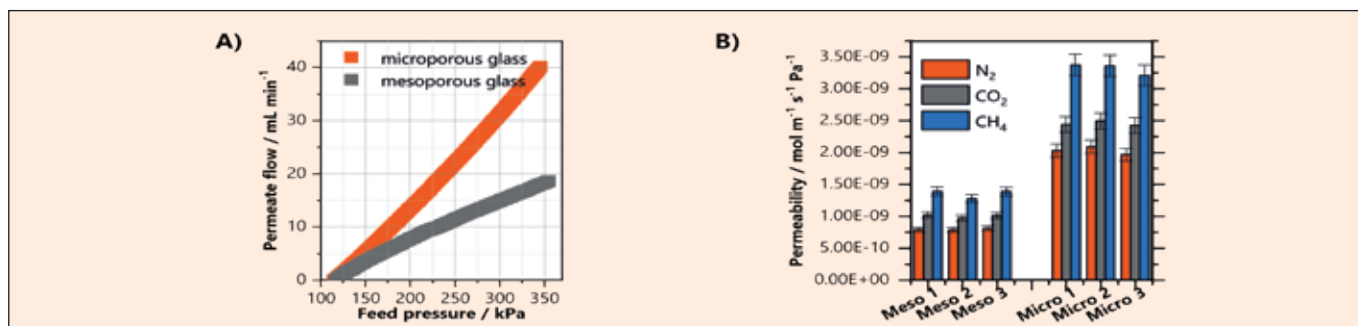 A)
microporous glass
mesoporous glass
Permeate flow / mL min⁻¹
40
30
20
10
0
100 150 200 250 300 350
Feed pressure / kPa
B)
N₂
CO₂
CH₄
Permeability / mol m⁻¹ s⁻¹ Pa⁻¹
3.50E-09
3.00E-09
2.50E-09
2.00E-09
1.50E-09
1.00E-09
5.00E-10
0.00E+00
Meso 1 Meso 2 Meso 3 Micro 1 Micro 2 Micro 3